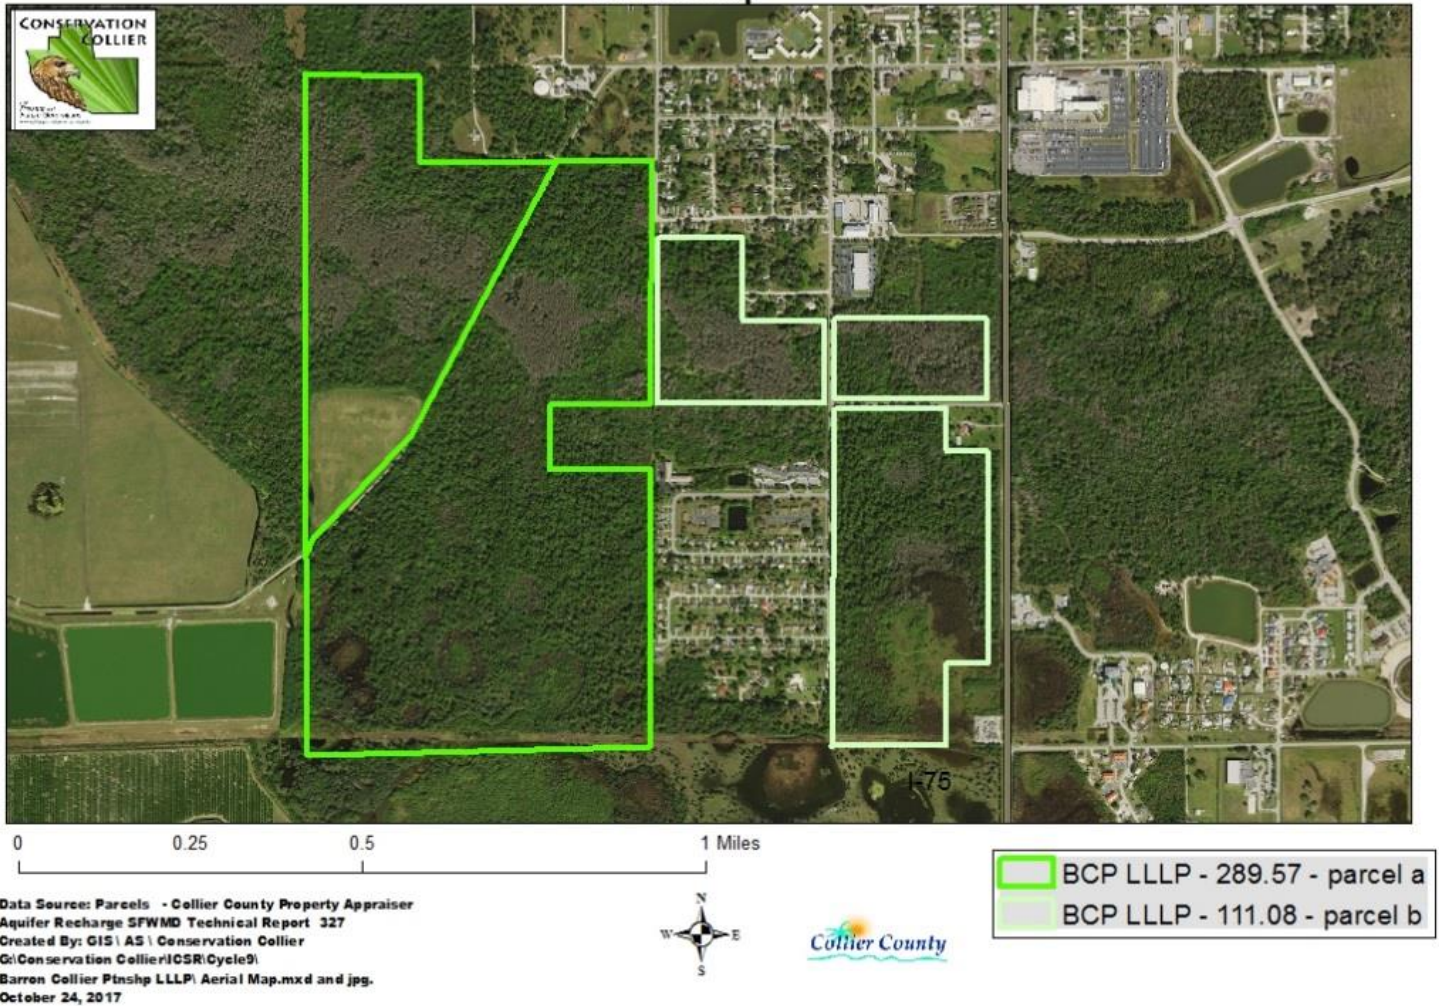 CONSERVATION
COLLIER
I-75
0 0.25 0.5 1 Miles
BCP LLLP - 289.57 - parcel a
BCP LLLP - 111.08 - parcel b
Data Source: Parcels - Collier County Property Appraiser
Aquifer Recharge SFWMD Technical Report 327
Created By: GIS \ AS \ Conservation Collier
G:\Conservation Collier\ICSR\Cycle9\
Barron Collier Ptnshp LLLP\ Aerial Map.mxd and jpg.
October 24, 2017
N
W E
S
Collier County